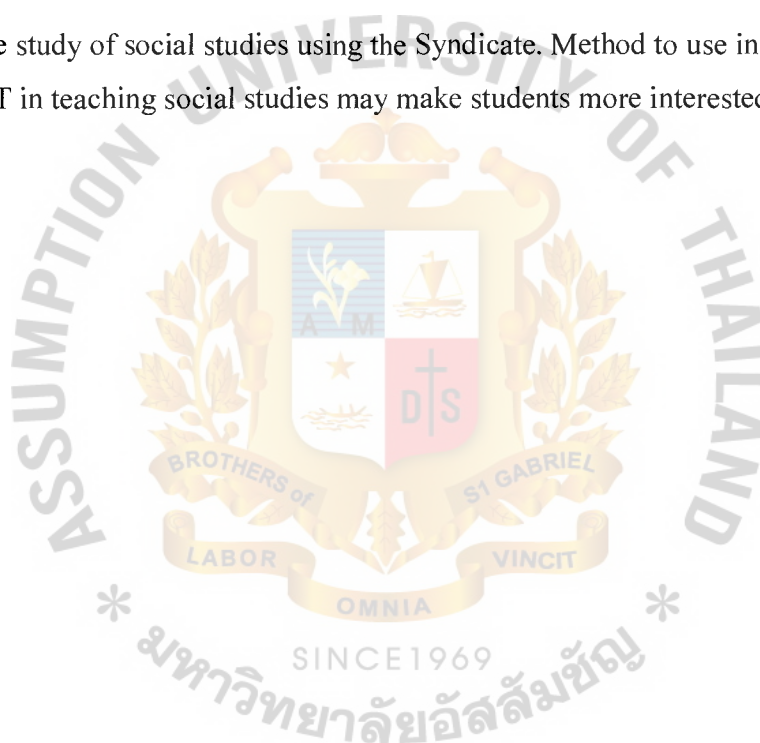 e study of social studies using the Syndicate. Method to use in
T in teaching social studies may make students more interested
ASSUMPTION UNIVERSITY OF THAILAND
A M
D S
BROTHERS of ST GABRIEL
LABOR OMNIA VINCIT
SINCE1969
* มหาวิทยาลัยอัสสัมชัญ *